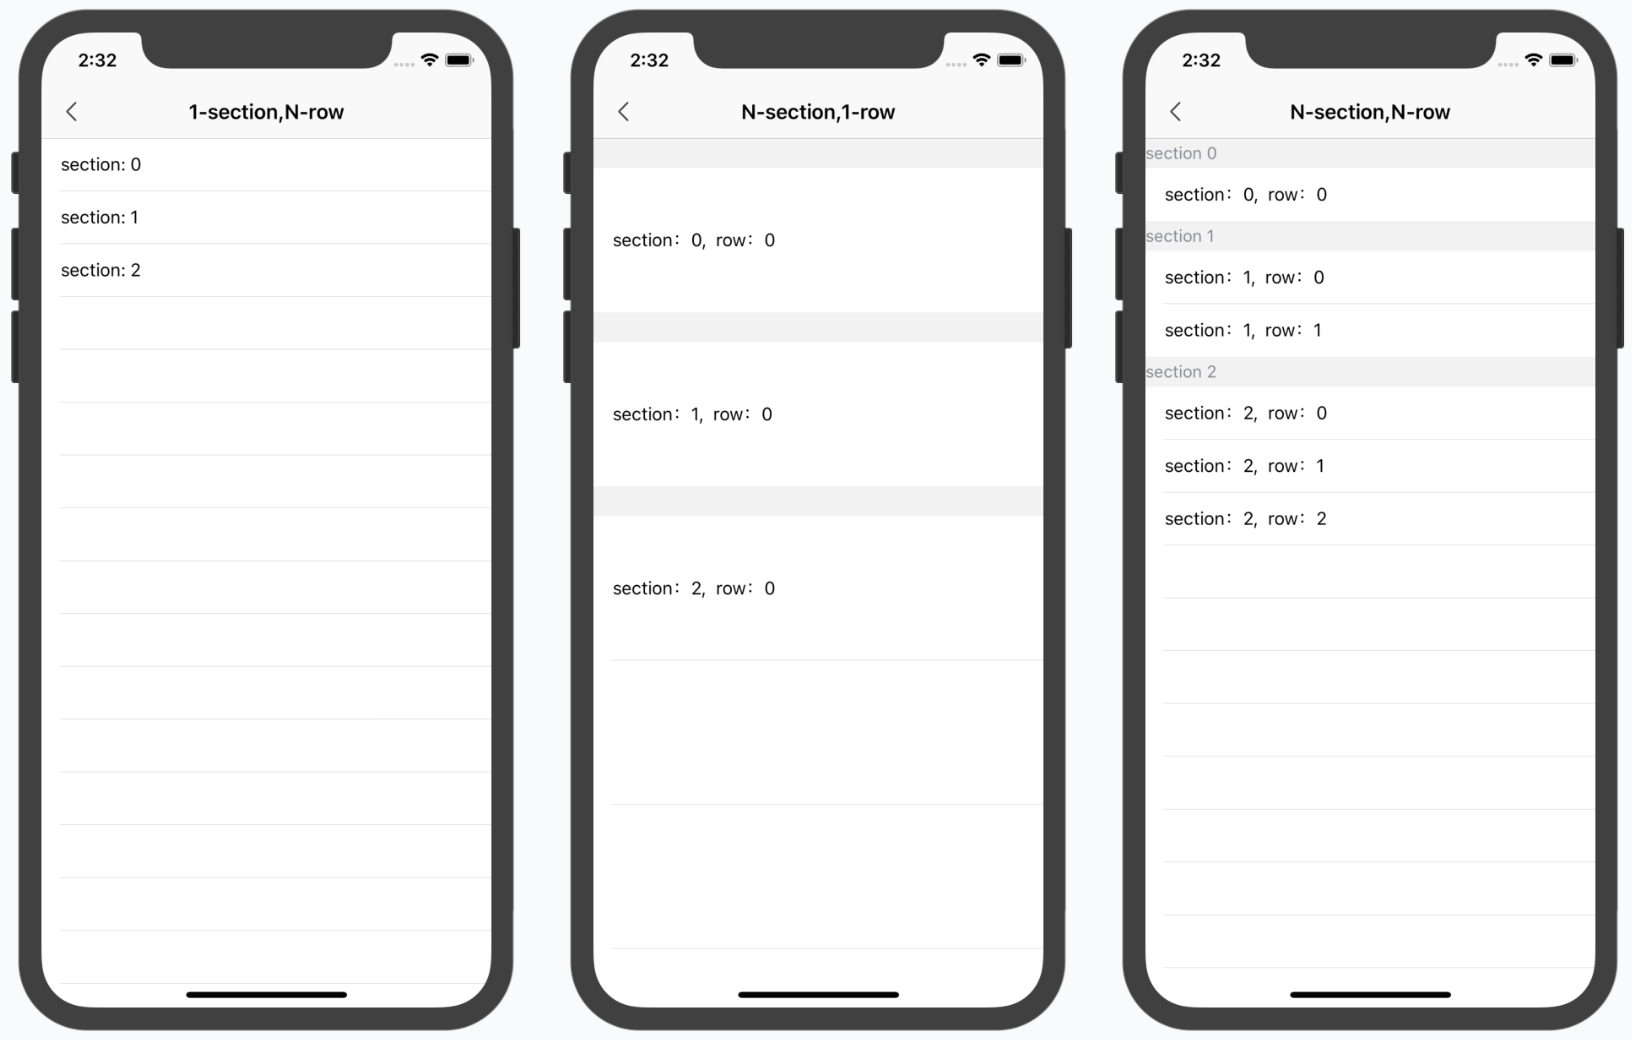 2:32
1-section,N-row
section: 0
section: 1
section: 2
2:32
N-section,1-row
section：0，row：0
section：1，row：0
section：2，row：0
2:32
N-section,N-row
section 0
section：0，row：0
section 1
section：1，row：0
section：1，row：1
section 2
section：2，row：0
section：2，row：1
section：2，row：2